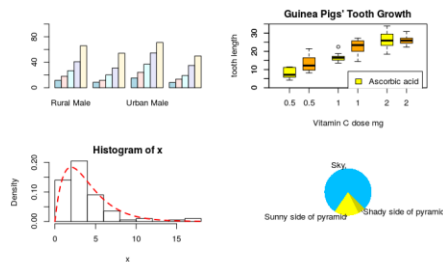 80
40
0
Rural Male
Urban Male
Guinea Pigs' Tooth Growth
tooth length
30
20
10
0
Ascorbic acid
0.5 0.5 1 1 2 2
Vitamin C dose mg
Histogram of x
Density
0.20
0.10
0.00
0 5 10 15
x
Sky
Sunny side of pyramid
Shady side of pyramid